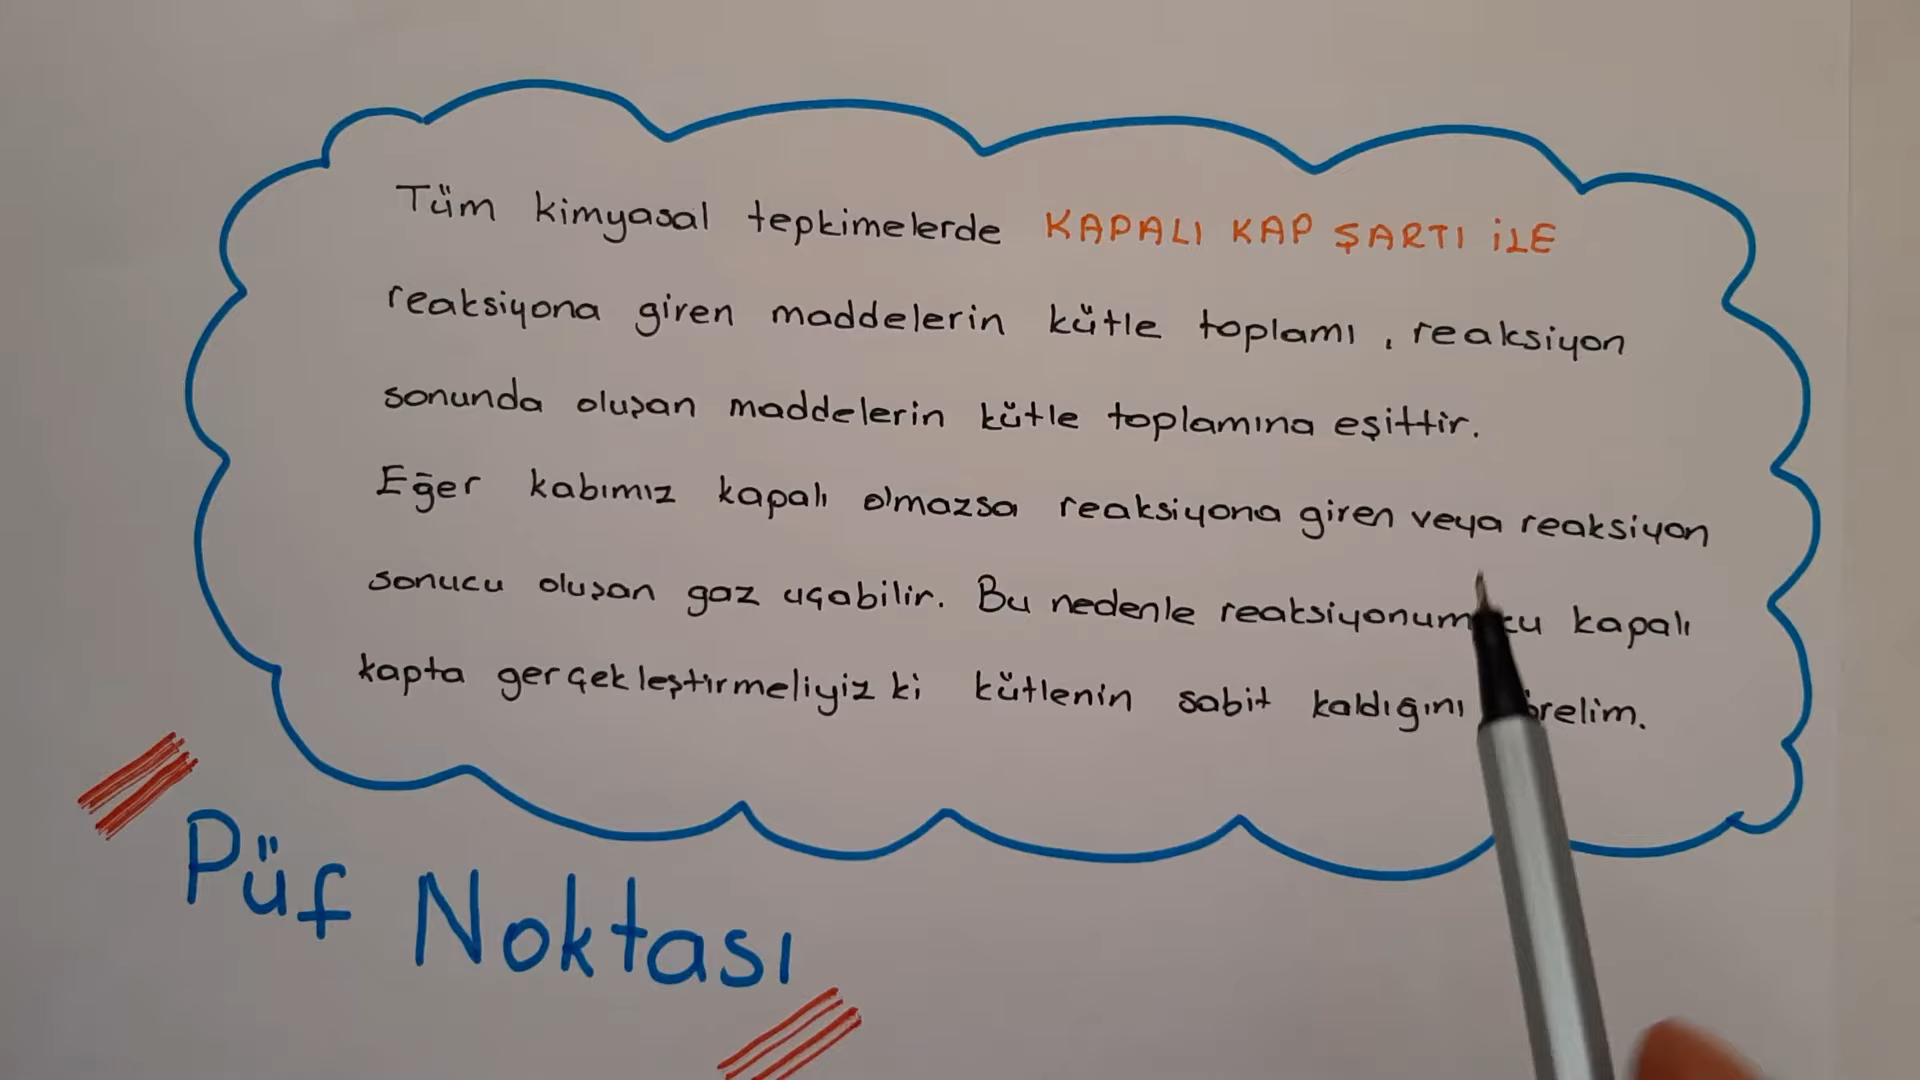 Tüm kimyasal tepkimelerde KAPALI KAP ŞARTI İLE
reaksiyona giren maddelerin kütle toplamı, reaksiyon
sonunda oluşan maddelerin kütle toplamına eşittir.
Eğer kabımız kapalı olmazsa reaksiyona giren veya reaksiyon
sonucu oluşan gaz uçabilir. Bu nedenle kapalı
kapta gerçekleştirmeliyiz ki kütlenin sabit kaldığını
Püf Noktası